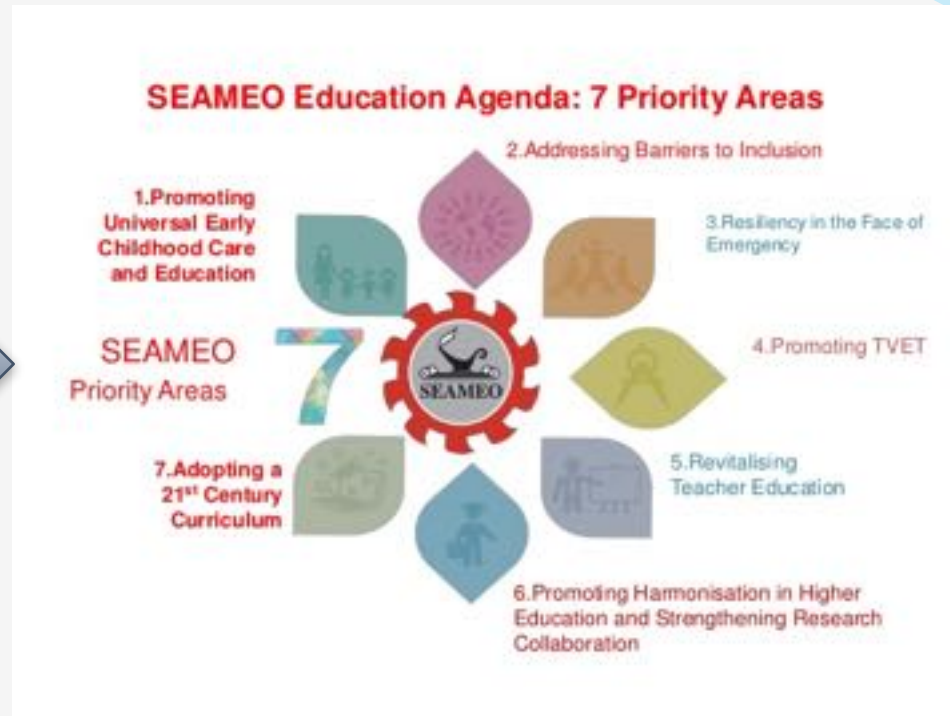 SEAMEO Education Agenda: 7 Priority Areas
2.Addressing Barriers to Inclusion
1.Promoting
Universal Early
Childhood Care
and Education
3.Resiliency in the Face of
Emergency
SEAMEO
Priority Areas
7
SEAMEO
4.Promoting TVET
5.Revitalising
Teacher Education
7.Adopting a
21st Century
Curriculum
6.Promoting Harmonisation in Higher
Education and Strengthening Research
Collaboration